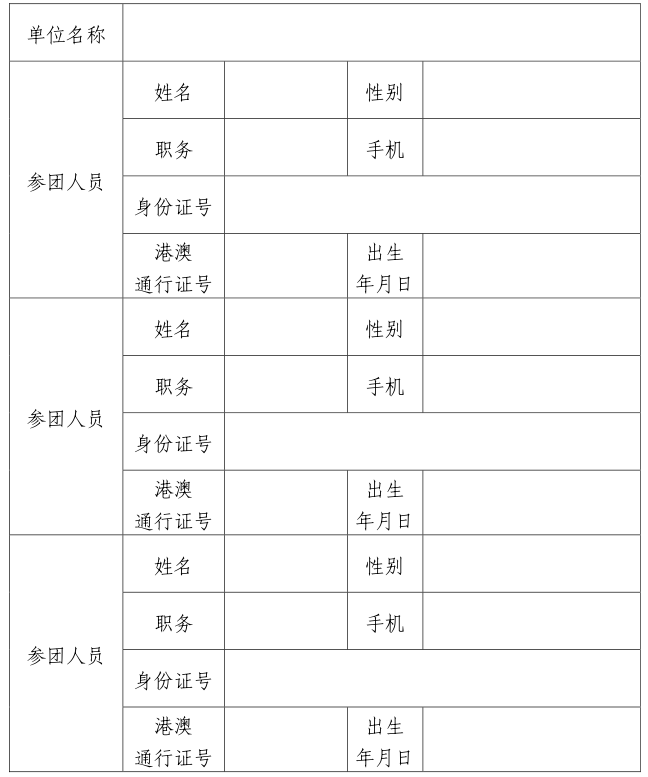 单位名称
姓名 性别
职务 手机
参团人员
身份证号
港澳 出生
通行证号 年月日
姓名 性别
职务 手机
参团人员
身份证号
港澳 出生
通行证号 年月日
姓名 性别
职务 手机
参团人员
身份证号
港澳 出生
通行证号 年月日